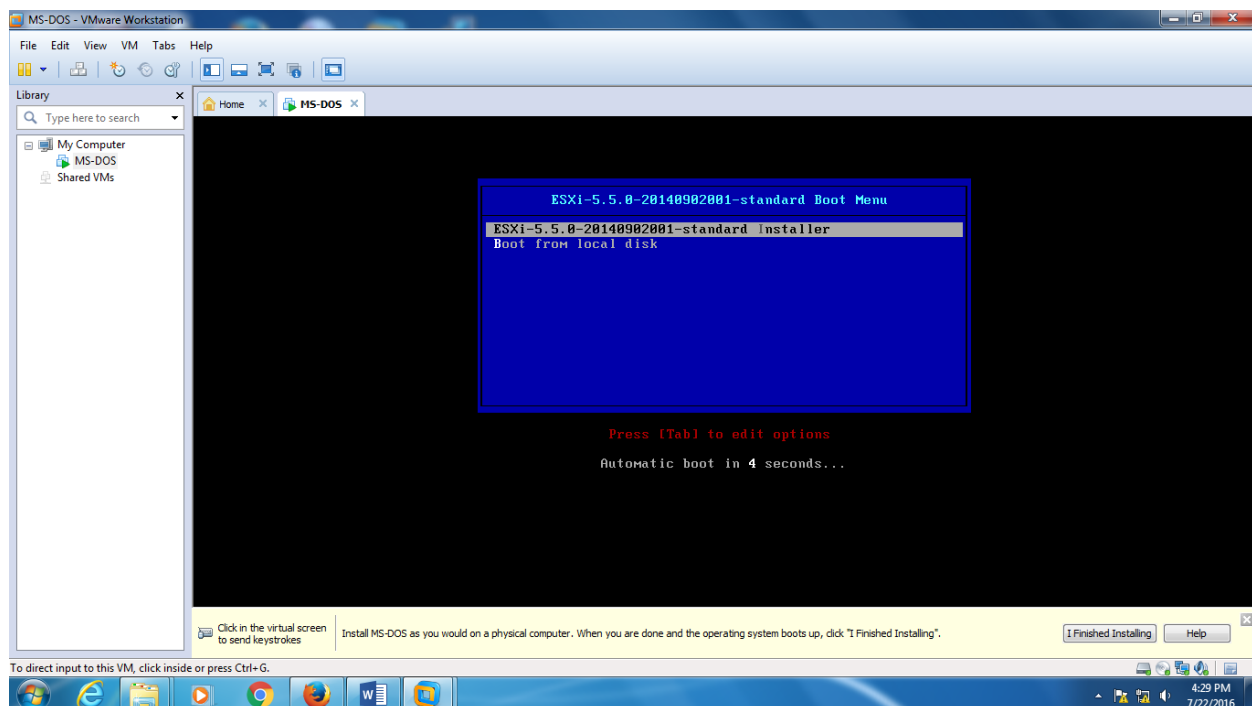 MS-DOS - VMware Workstation
File Edit View VM Tabs Help
Library
Type here to search
My Computer
MS-DOS
Shared VMs
Home
MS-DOS
ESXi-5.5.0-20140902001-standard Boot Menu
ESXi-5.5.0-20140902001-standard Installer
Boot from local disk
Press [Tab] to edit options
Automatic boot in 4 seconds...
Click in the virtual screen
to send keystrokes
Install MS-DOS as you would on a physical computer. When you are done and the operating system boots up, click "I Finished Installing".
I Finished Installing
Help
To direct input to this VM, click inside or press Ctrl+G.
4:29 PM
7/22/2016